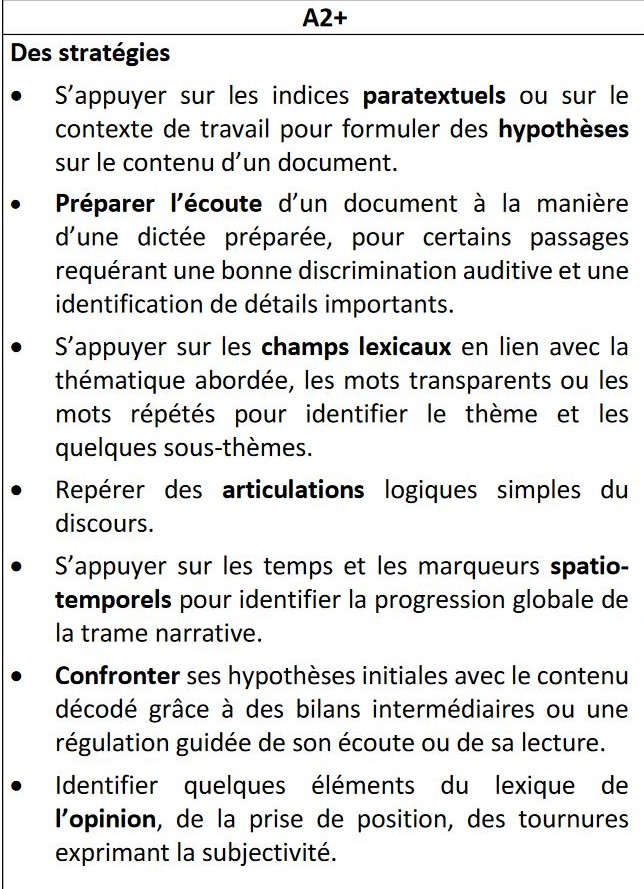 A2+
Des stratégies
• S’appuyer sur les indices paratextuels ou sur le
contexte de travail pour formuler des hypothèses
sur le contenu d’un document.
• Préparer l’écoute d’un document à la manière
d’une dictée préparée, pour certains passages
requérant une bonne discrimination auditive et une
identification de détails importants.
• S’appuyer sur les champs lexicaux en lien avec la
thématique abordée, les mots transparents ou les
mots répétés pour identifier le thème et les
quelques sous-thèmes.
• Repérer des articulations logiques simples du
discours.
• S’appuyer sur les temps et les marqueurs spatio-
temporels pour identifier la progression globale de
la trame narrative.
• Confronter ses hypothèses initiales avec le contenu
décodé grâce à des bilans intermédiaires ou une
régulation guidée de son écoute ou de sa lecture.
• Identifier quelques éléments du lexique de
l’opinion, de la prise de position, des tournures
exprimant la subjectivité.